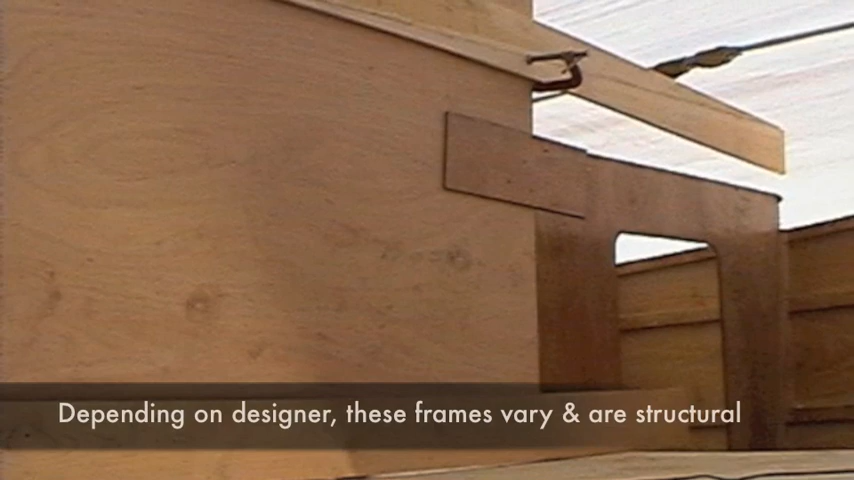 Depending on designer, these frames vary & are structural